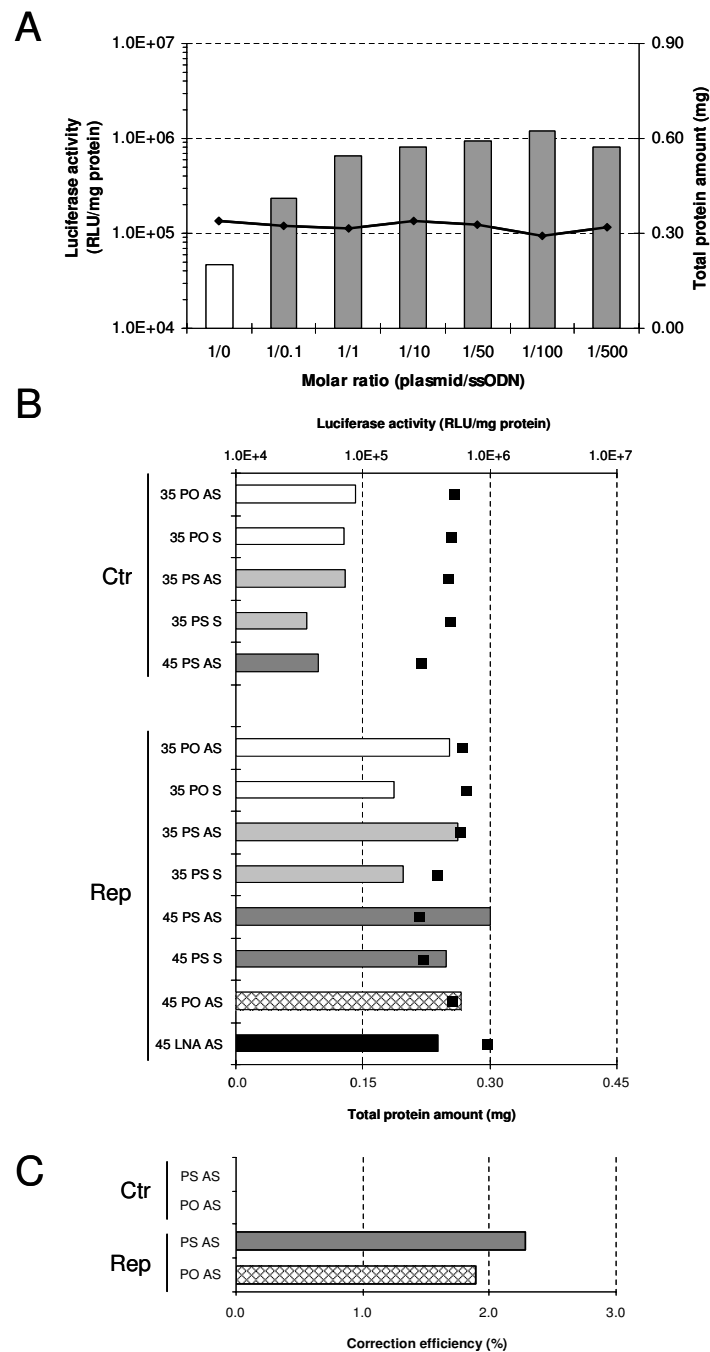 A
1.0E+07
1.0E+06
1.0E+05
1.0E+04
Luciferase activity
(RLU/mg protein)
0.90
0.60
0.30
0.00
Total protein amount (mg)
1/0 1/0.1 1/1 1/10 1/50 1/100 1/500
Molar ratio (plasmid/ssODN)
B
Luciferase activity (RLU/mg protein)
1.0E+4 1.0E+5 1.0E+6 1.0E+7
Ctr
35 PO AS
35 PO S
35 PS AS
35 PS S
45 PS AS
Rep
35 PO AS
35 PO S
35 PS AS
35 PS S
45 PS AS
45 PS S
45 PO AS
45 LNA AS
0.0 0.15 0.30 0.45
Total protein amount (mg)
C
Ctr
PS AS
PO AS
Rep
PS AS
PO AS
0.0 1.0 2.0 3.0
Correction efficiency (%)